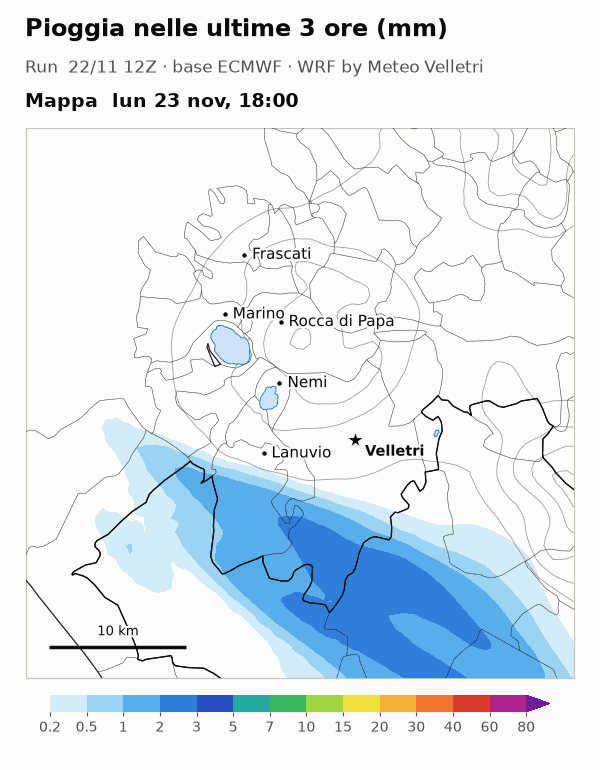 Pioggia nelle ultime 3 ore (mm)
Run  22/11 12Z · base ECMWF · WRF by Meteo Velletri
Mappa  lun 23 nov, 18:00
Frascati
Marino
Rocca di Papa
Nemi
Velletri
Lanuvio
10 km
0.2 0.5 1 2 3 5 7 10 15 20 30 40 60 80